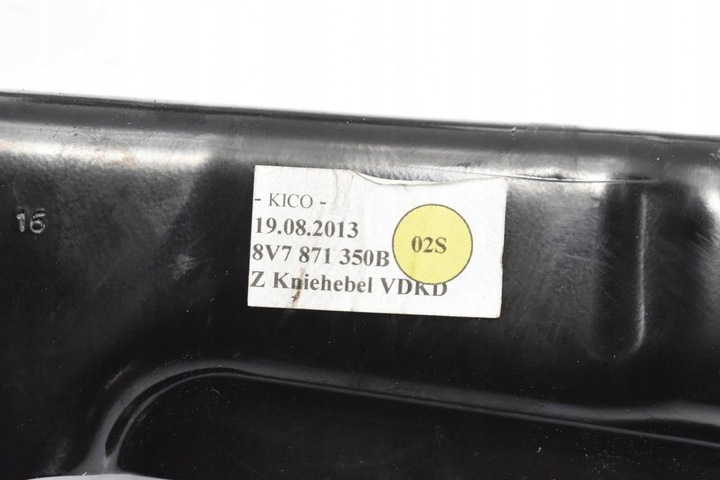 - KICO -
19.08.2013
8V7 871 350B
02S
Z Kniehebel VDKD
16